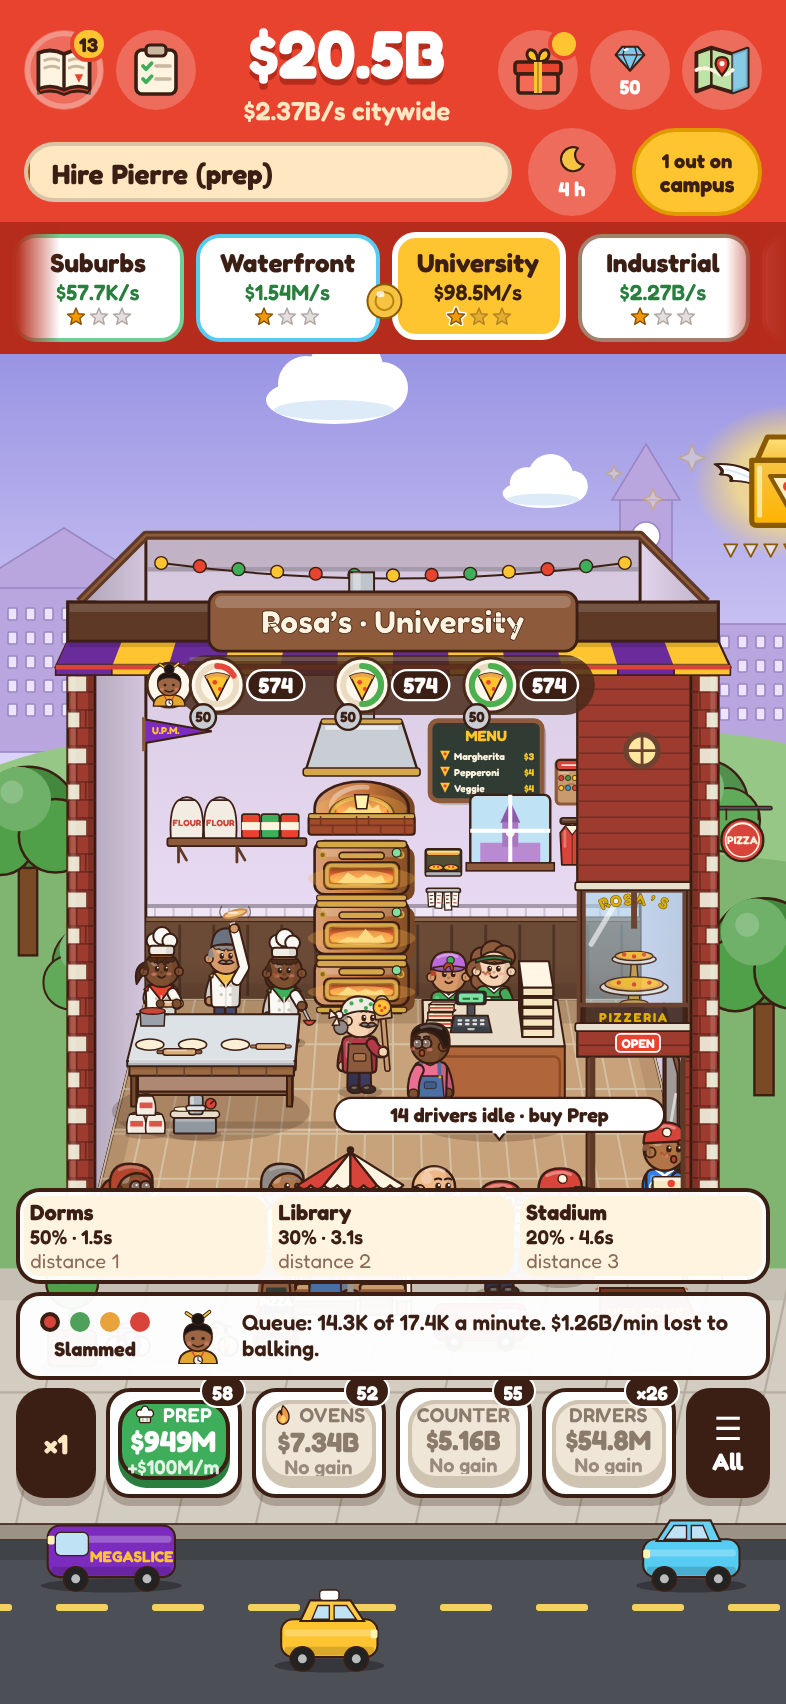 13
$20.5B
$2.37B/s citywide
50
Hire Pierre (prep)
4 h
1 out on
campus
Suburbs
$57.7K/s
Waterfront
$1.54M/s
University
$98.5M/s
Industrial
$2.27B/s
Rosa's · University
574
574
574
50
50
50
U.P.M.
MENU
Margherita $3
Pepperoni $4
Veggie $4
FLOUR FLOUR
PIZZA
ROSA'S
PIZZERIA
OPEN
14 drivers idle · buy Prep
Dorms
50% · 1.5s
distance 1
Library
30% · 3.1s
distance 2
Stadium
20% · 4.6s
distance 3
Slammed
Queue: 14.3K of 17.4K a minute. $1.26B/min lost to
balking.
x1
58
PREP
$949M
+$100M/m
52
OVENS
$7.34B
No gain
55
COUNTER
$5.16B
No gain
x26
DRIVERS
$54.8M
No gain
All
MEGASLICE